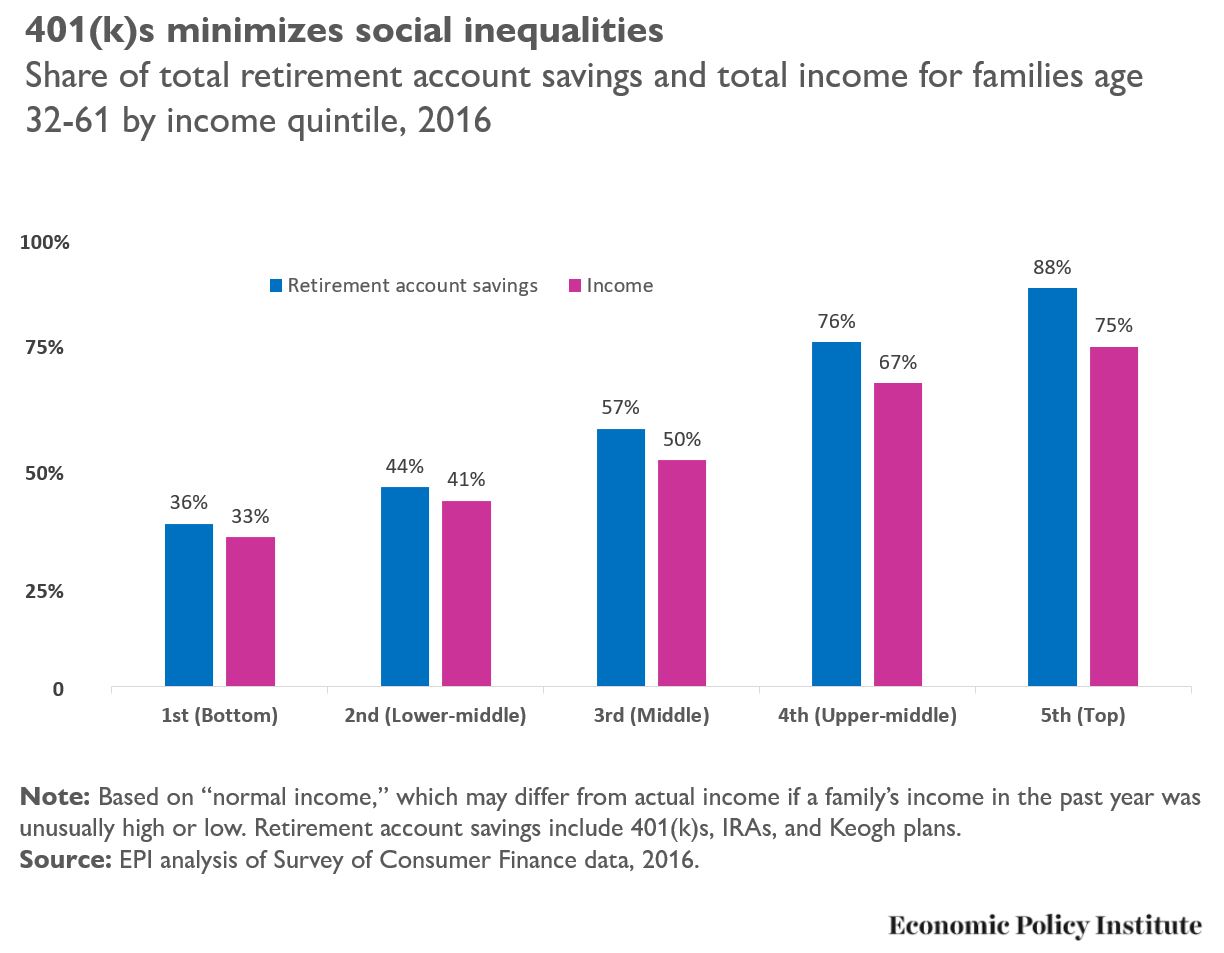 401(k)s minimizes social inequalities
Share of total retirement account savings and total income for families age
32-61 by income quintile, 2016
100%
Retirement account savings
Income
75%
50%
25%
0
36%
33%
44%
41%
57%
50%
76%
67%
88%
75%
1st (Bottom)
2nd (Lower-middle)
3rd (Middle)
4th (Upper-middle)
5th (Top)
Note: Based on “normal income,” which may differ from actual income if a family’s income in the past year was
unusually high or low. Retirement account savings include 401(k)s, IRAs, and Keogh plans.
Source: EPI analysis of Survey of Consumer Finance data, 2016.
Economic Policy Institute